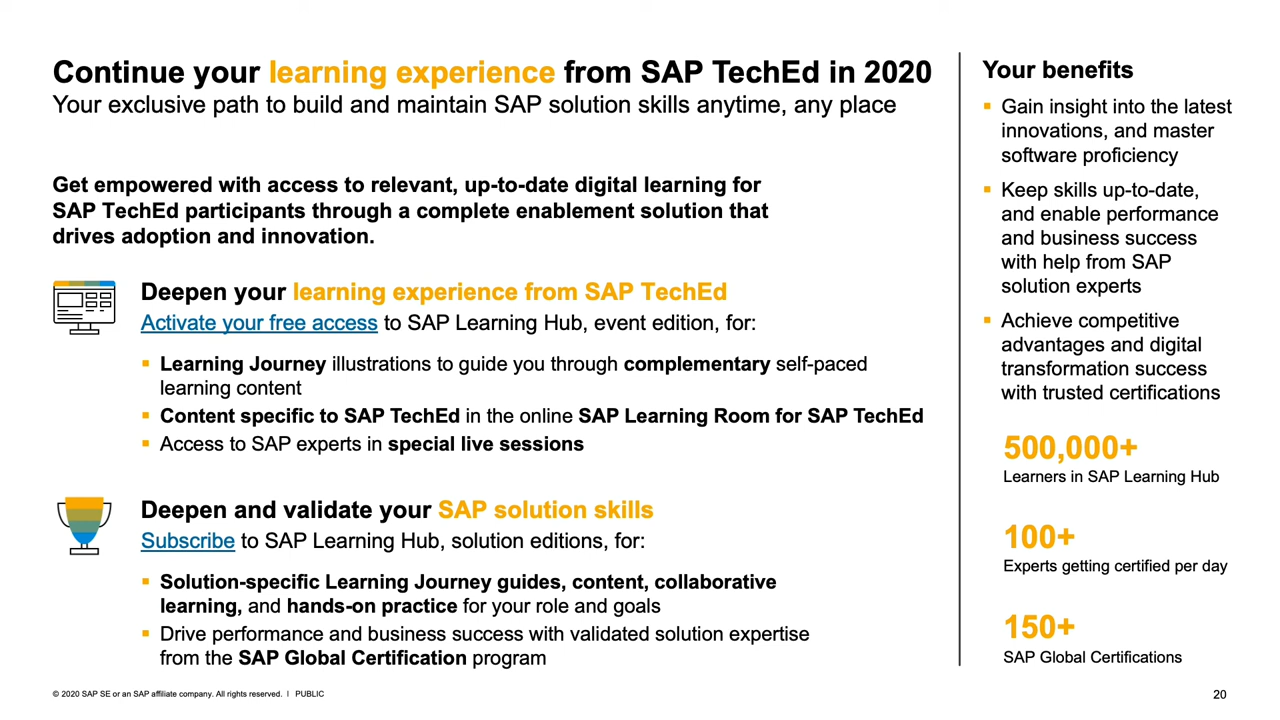 Continue your learning experience from SAP TechEd in 2020
Your exclusive path to build and maintain SAP solution skills anytime, any place
Get empowered with access to relevant, up-to-date digital learning for
SAP TechEd participants through a complete enablement solution that
drives adoption and innovation.
Deepen your learning experience from SAP TechEd
Activate your free access to SAP Learning Hub, event edition, for:
▪ Learning Journey illustrations to guide you through complementary self-paced
learning content
▪ Content specific to SAP TechEd in the online SAP Learning Room for SAP TechEd
▪ Access to SAP experts in special live sessions
Deepen and validate your SAP solution skills
Subscribe to SAP Learning Hub, solution editions, for:
▪ Solution-specific Learning Journey guides, content, collaborative
learning, and hands-on practice for your role and goals
▪ Drive performance and business success with validated solution expertise
from the SAP Global Certification program
Your benefits
▪ Gain insight into the latest
innovations, and master
software proficiency
▪ Keep skills up-to-date,
and enable performance
and business success
with help from SAP
solution experts
▪ Achieve competitive
advantages and digital
transformation success
with trusted certifications
500,000+
Learners in SAP Learning Hub
100+
Experts getting certified per day
150+
SAP Global Certifications
© 2020 SAP SE or an SAP affiliate company. All rights reserved. I PUBLIC
20